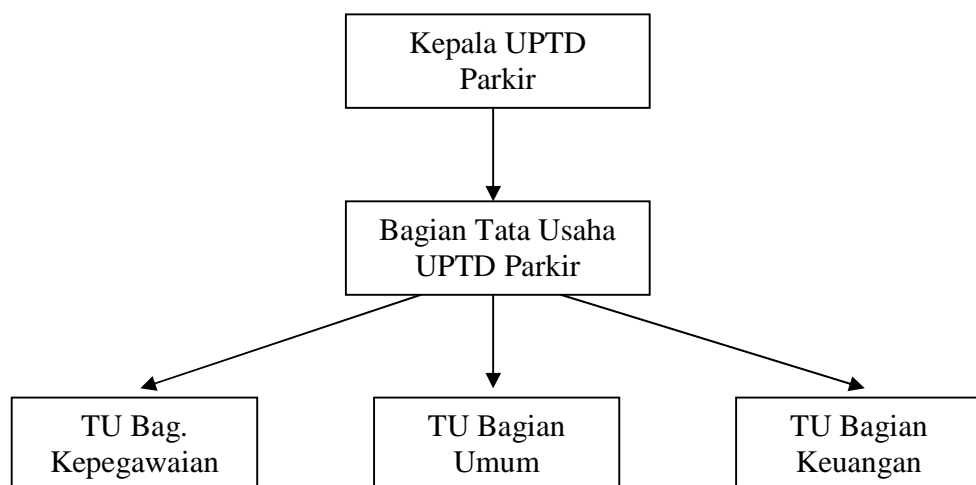 Kepala UPTD
Parkir
Bagian Tata Usaha
UPTD Parkir
TU Bag.
Kepegawaian
TU Bagian
Umum
TU Bagian
Keuangan